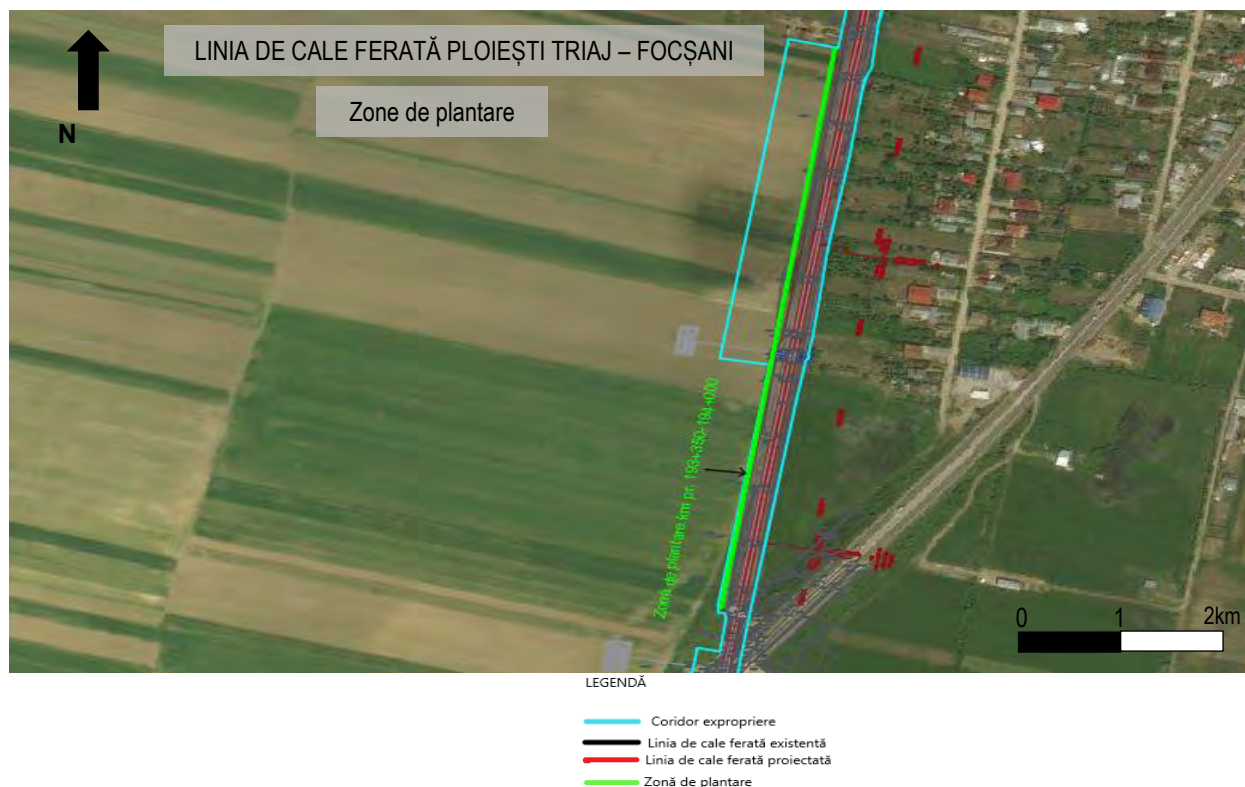 LINIA DE CALE FERATĂ PLOIEȘTI TRIAJ – FOCȘANI
Zone de plantare
N
Zonă de plantare km pr. 193+350-194+000
0 1 2km
LEGENDĂ
Coridor expropriere
Linia de cale ferată existentă
Linia de cale ferată proiectată
Zonă de plantare